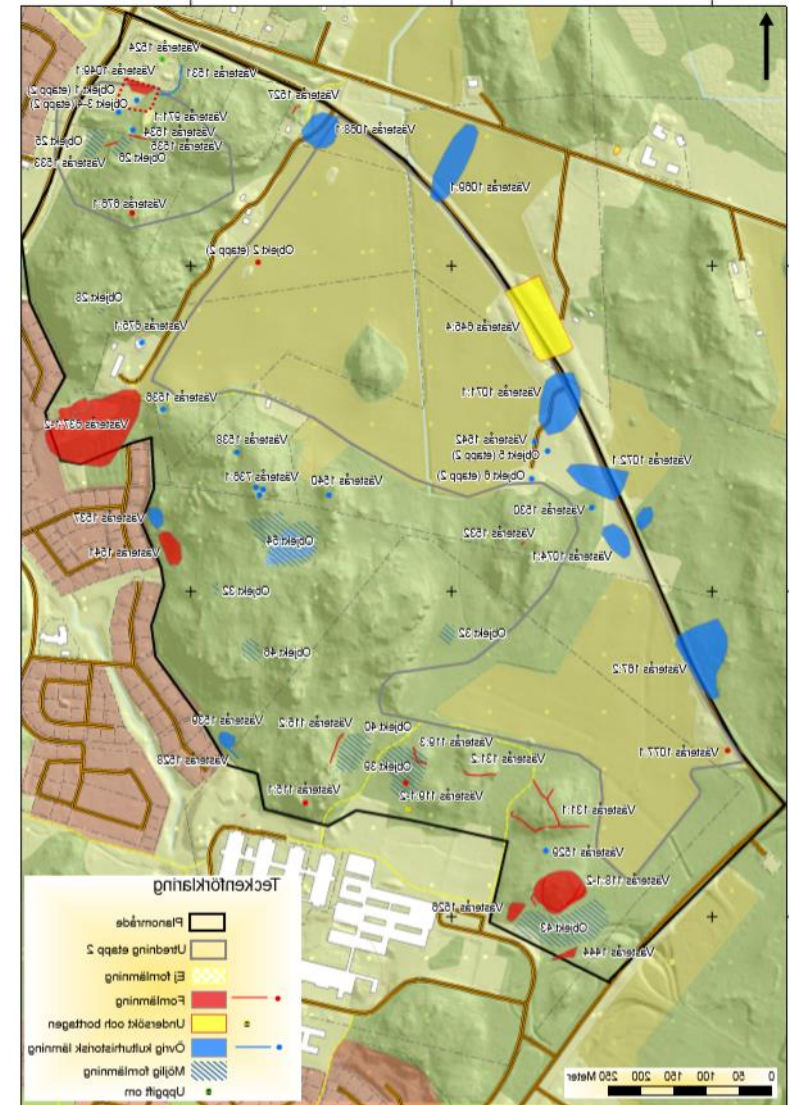 Västerås 1524
Västerås 1049:1
Västerås 1531
Objekt 1 (etapp 2)
Objekt 3-4 (etapp 2)
Västerås 1527
Västerås 971:1
Västerås 1068:1
Västerås 1534
Objekt 25
Västerås 1535
Objekt 26
Västerås 1069:1
Västerås 676:1
Objekt 2 (etapp 2)
Objekt 28
Västerås 675:1
Västerås 646:4
Västerås 1071:1
Västerås 1536
Västerås 637:1-2
Västerås 1538
Västerås 1542
Objekt 5 (etapp 2)
Västerås 1072:1
Västerås 736:1
Västerås 1540
Objekt 6 (etapp 2)
Västerås 1530
Västerås 1537
Västerås 1532
Objekt 54
Västerås 1541
Västerås 1074:1
Objekt 32
Objekt 32
Objekt 46
Västerås 167:2
Västerås 1539
Västerås 115:2
Objekt 40
Västerås 119:3
Västerås 1077:1
Västerås 1528
Västerås 131:2
Objekt 39
Västerås 115:1
Västerås 119:1-2
Västerås 131:1
Västerås 1529
Västerås 118:1-2
Västerås 1526
Objekt 43
Västerås 1444
Teckenförklaring
Planområde
Utredning etapp 2
Ej fornlämning
Fornlämning
Undersökt och borttagen
Övrig kulturhistorisk lämning
Möjlig fornlämning
Uppgift om
0 50 100 150 200 250 Meter